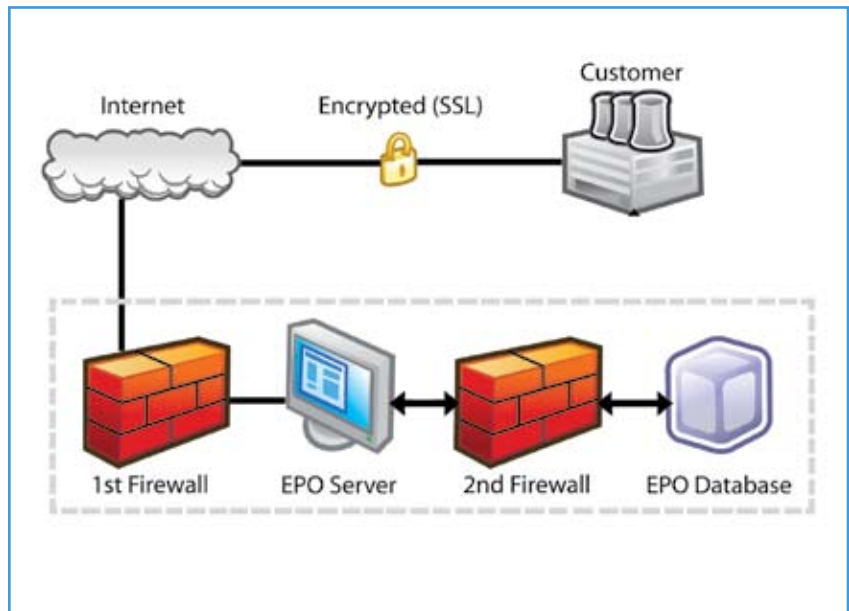 Customer
Internet
Encrypted (SSL)
1st Firewall
EPO Server
2nd Firewall
EPO Database